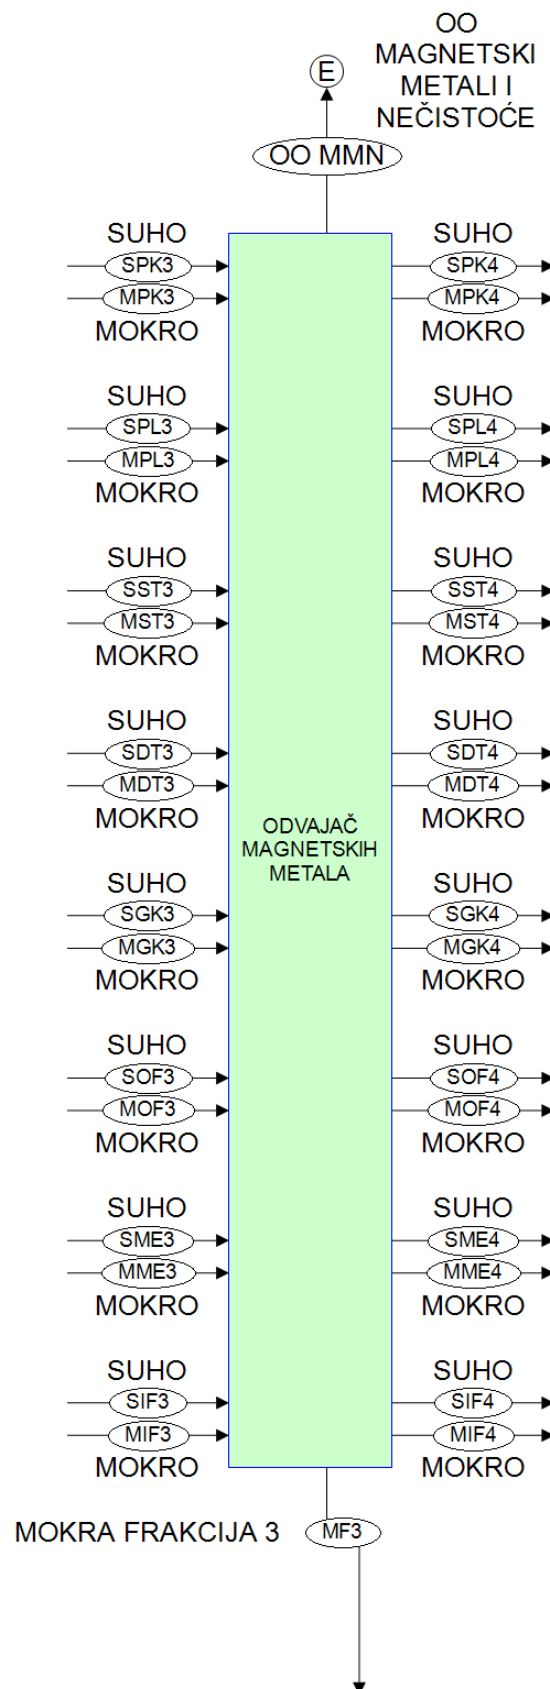 OO
MAGNETSKI
METALI I
NEČISTOĆE
E
OO MMN
SUHO SUHO
SPK3 SPK4
MPK3 MPK4
MOKRO MOKRO
SUHO SUHO
SPL3 SPL4
MPL3 MPL4
MOKRO MOKRO
SUHO SUHO
SST3 SST4
MST3 MST4
MOKRO MOKRO
SUHO SUHO
SDT3 SDT4
MDT3 MDT4
MOKRO MOKRO
ODVAJAČ
MAGNETSKIH
METALA
SUHO SUHO
SGK3 SGK4
MGK3 MGK4
MOKRO MOKRO
SUHO SUHO
SOF3 SOF4
MOF3 MOF4
MOKRO MOKRO
SUHO SUHO
SME3 SME4
MME3 MME4
MOKRO MOKRO
SUHO SUHO
SIF3 SIF4
MIF3 MIF4
MOKRO MOKRO
MOKRA FRAKCIJA 3 MF3